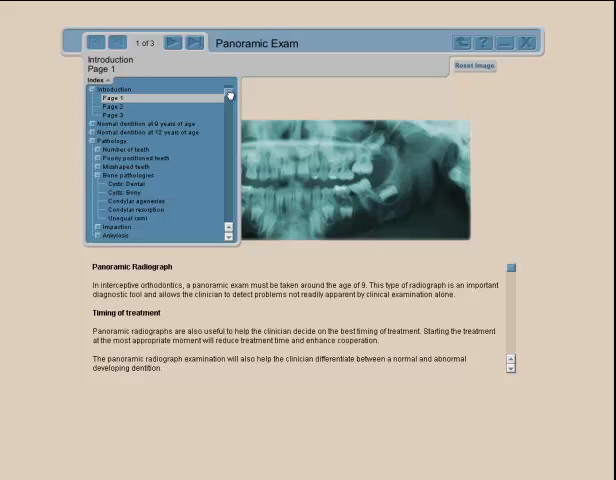 1 of 3
Panoramic Exam
?
X
Introduction
Page 1
Reset Image
Index
Introduction
Page 1
Page 2
Page 3
Normal dentition at 9 years of age
Normal dentition at 12 years of age
Pathology
Number of teeth
Poorly positioned teeth
Misshaped teeth
Bone pathologies
Cysts: Dental
Cysts: Bony
Condylar agenesies
Condylar resorption
Unequal rami
Impaction
Ankylosis
Panoramic Radiograph
In interceptive orthodontics, a panoramic exam must be taken around the age of 9. This type of radiograph is an important
diagnostic tool and allows the clinician to detect problems not readily apparent by clinical examination alone.
Timing of treatment
Panoramic radiographs are also useful to help the clinician decide on the best timing of treatment. Starting the treatment
at the most appropriate moment will reduce treatment time and enhance cooperation.
The panoramic radiograph examination will also help the clinician differentiate between a normal and abnormal
developing dentition.